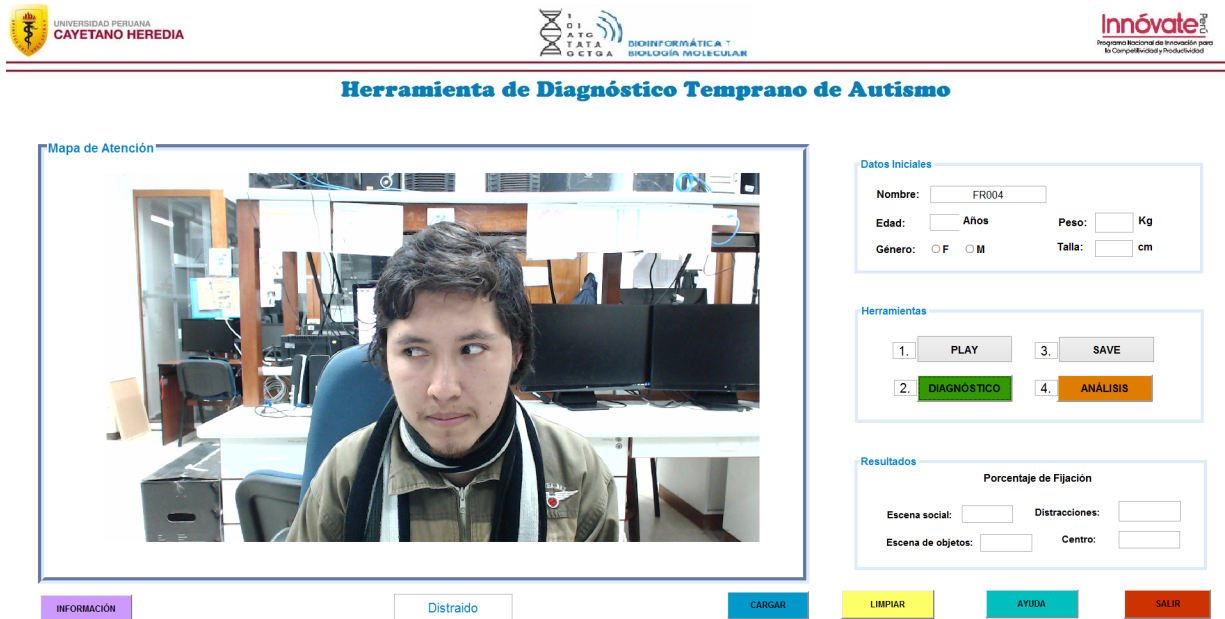 UNIVERSIDAD PERUANA
CAYETANO HEREDIA
1
0 1
A T G
T A T A
G C T G A
BIOINFORMÁTICA Y
BIOLOGÍA MOLECULAR
Innóvate Perú
Programa Nacional de Innovación para
la Competitividad y Productividad
Herramienta de Diagnóstico Temprano de Autismo
Mapa de Atención
Datos Iniciales
Nombre: FR004
Edad: Años Peso: Kg
Género: F M Talla: cm
Herramientas
1. PLAY 3. SAVE
2. DIAGNÓSTICO 4. ANÁLISIS
Resultados
Porcentaje de Fijación
Escena social: Distracciones:
Escena de objetos: Centro:
INFORMACIÓN Distraido CARGAR LIMPIAR AYUDA SALIR